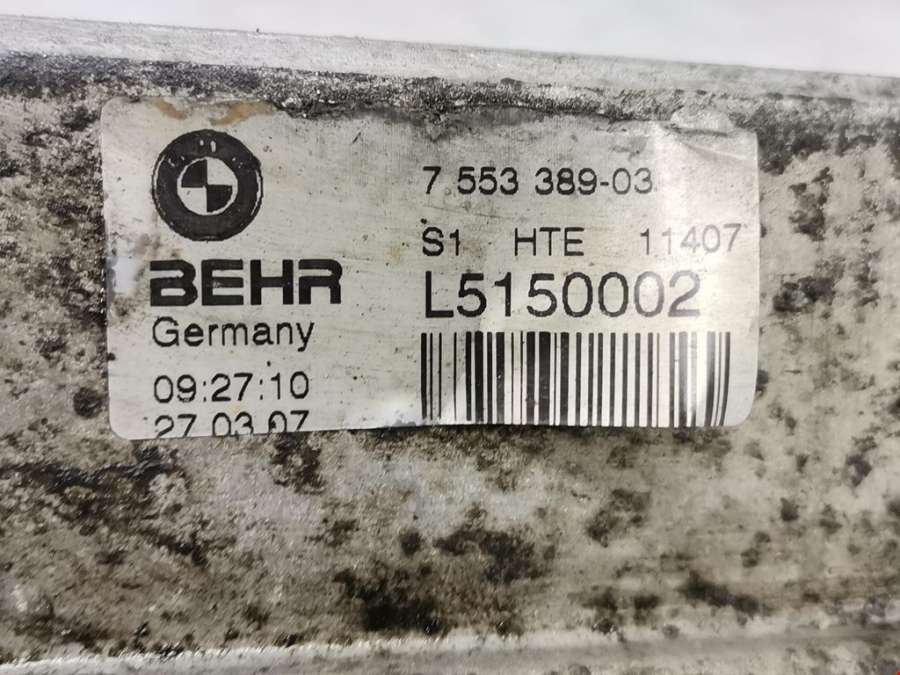 7 553 389-03
S1 HTE 11407
BEHR
L5150002
Germany
09:27:10
27.03.07